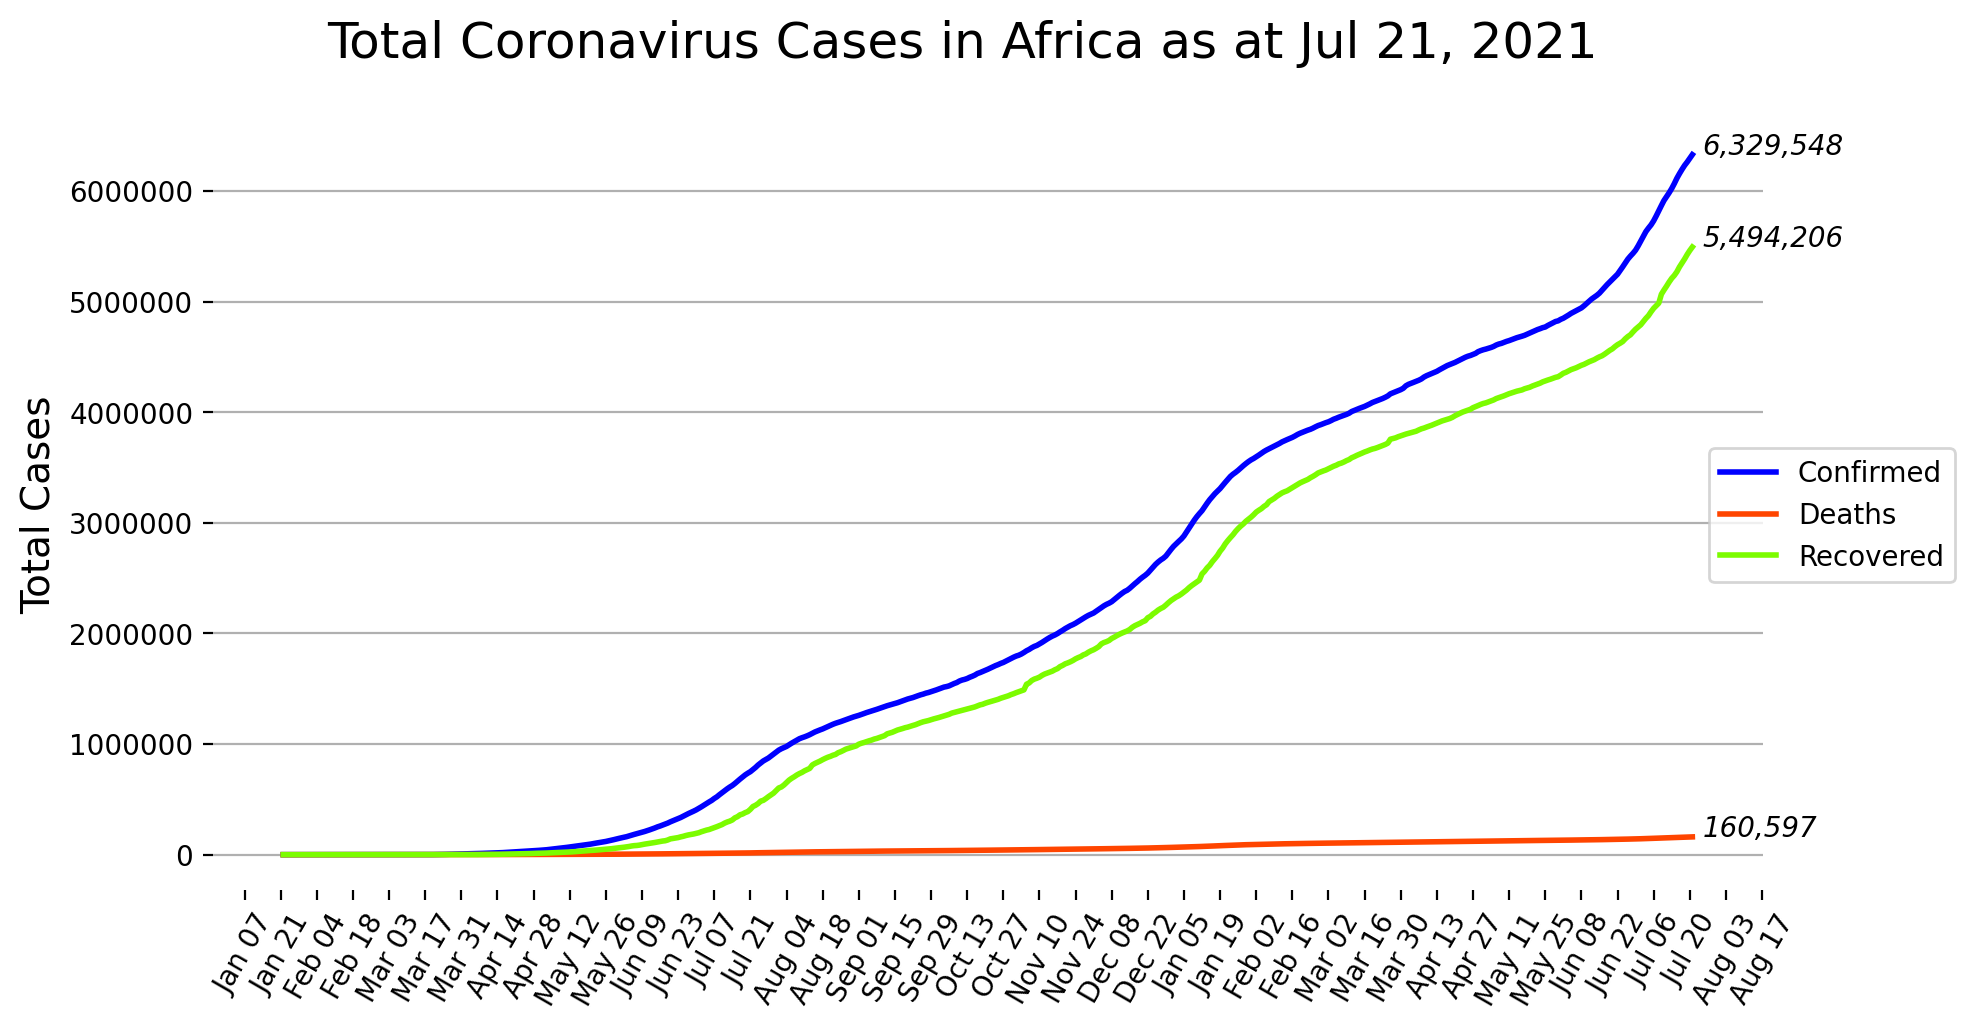 Total Coronavirus Cases in Africa as at Jul 21, 2021
6,329,548
6000000
5,494,206
5000000
4000000
Total Cases
Confirmed
Deaths
Recovered
3000000
2000000
1000000
160,597
0
Jan 07
Jan 21
Feb 04
Feb 18
Mar 03
Mar 17
Mar 31
Apr 14
Apr 28
May 12
May 26
Jun 09
Jun 23
Jul 07
Jul 21
Aug 04
Aug 18
Sep 01
Sep 15
Sep 29
Oct 13
Oct 27
Nov 10
Nov 24
Nov 08
Dec 22
Dec 05
Jan 19
Jan 02
Feb 16
Feb 02
Mar 16
Mar 30
Mar 13
Apr 27
Apr 11
May 25
May 08
Jun 22
Jun 06
Jul 20
Jul 03
Aug 17
Aug